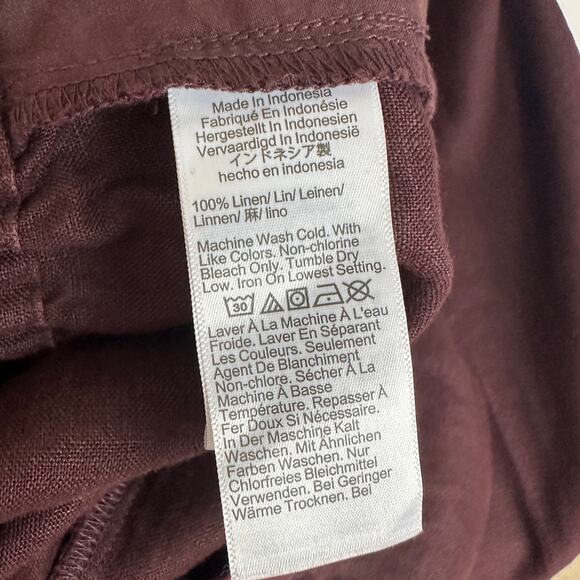 Made In Indonesia
Fabriqué En Indonésie
Hergestellt In Indonesien
Vervaardigd In Indonesië
インドネシア製
hecho en indonesia
100% Linen/ Lin/ Leinen/
Linnen/ 麻/ lino
Machine Wash Cold. With
Like Colors. Non-chlorine
Bleach Only. Tumble Dry
Low. Iron On Lowest Setting.
30
Laver À La Machine À L'eau
Froide. Laver En Séparant
Les Couleurs. Seulement
Agent De Blanchiment
Non-chlore. Sécher À La
Machine À Basse
Température. Repasser À
Fer Doux Si Nécessaire.
In Der Maschine Kalt
Waschen. Mit Ähnlichen
Farben Waschen. Nur
Chlorfreies Bleichmittel
Verwenden. Bei Geringer
Wärme Trocknen. Bei